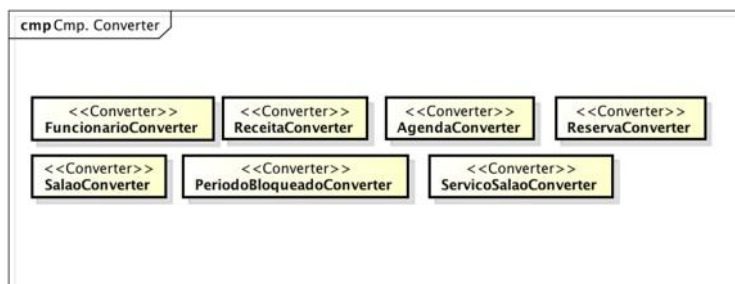 cmp Cmp. Converter
<<Converter>> <<Converter>> <<Converter>> <<Converter>>
FuncionarioConverter ReceitaConverter AgendaConverter ReservaConverter
<<Converter>> <<Converter>> <<Converter>>
SalaoConverter PeriodoBloqueadoConverter ServicoSalaoConverter